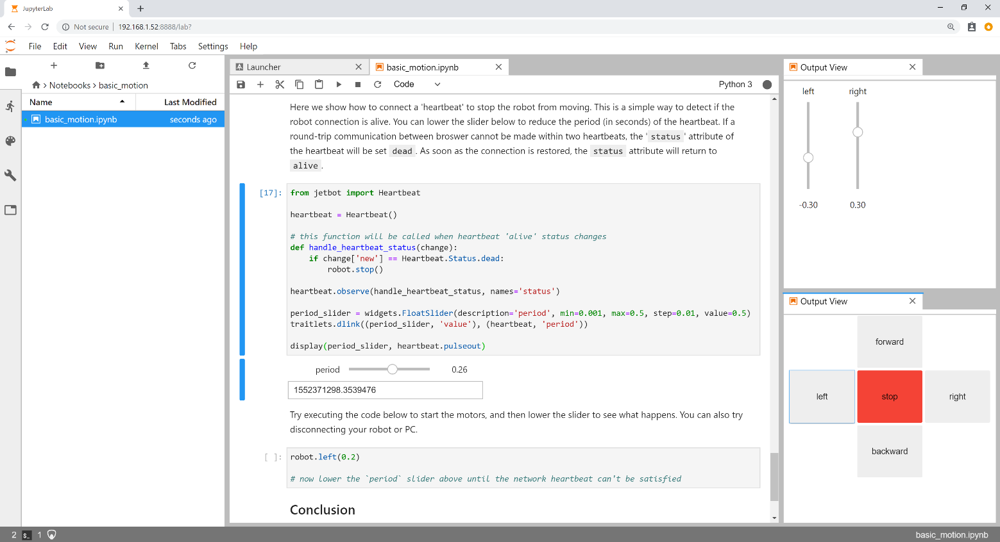 JupyterLab
Not secure 192.168.1.52:8888/lab?
File Edit View Run Kernel Tabs Settings Help
Notebooks basic_motion
Name Last Modified
basic_motion.ipynb seconds ago
Launcher basic_motion.ipynb
Code Python 3
Here we show how to connect a 'heartbeat' to stop the robot from moving. This is a simple way to detect if the
robot connection is alive. You can lower the slider below to reduce the period (in seconds) of the heartbeat. If a
round-trip communication between broswer cannot be made within two heartbeats, the 'status' attribute of
the heartbeat will be set dead. As soon as the connection is restored, the status attribute will return to
alive.
[17]: from jetbot import Heartbeat
heartbeat = Heartbeat()
# this function will be called when heartbeat 'alive' status changes
def handle_heartbeat_status(change):
if change['new'] == Heartbeat.Status.dead:
robot.stop()
heartbeat.observe(handle_heartbeat_status, names='status')
period_slider = widgets.FloatSlider(description='period', min=0.001, max=0.5, step=0.01, value=0.5)
traitlets.dlink((period_slider, 'value'), (heartbeat, 'period'))
display(period_slider, heartbeat.pulseout)
period 0.26
1552371298.3539476
Try executing the code below to start the motors, and then lower the slider to see what happens. You can also try
disconnecting your robot or PC.
[ ]: robot.left(0.2)
# now lower the `period` slider above until the network heartbeat can't be satisfied
Conclusion
Output View
left right
-0.30 0.30
Output View
forward
left stop right
backward
2 1 basic_motion.ipynb